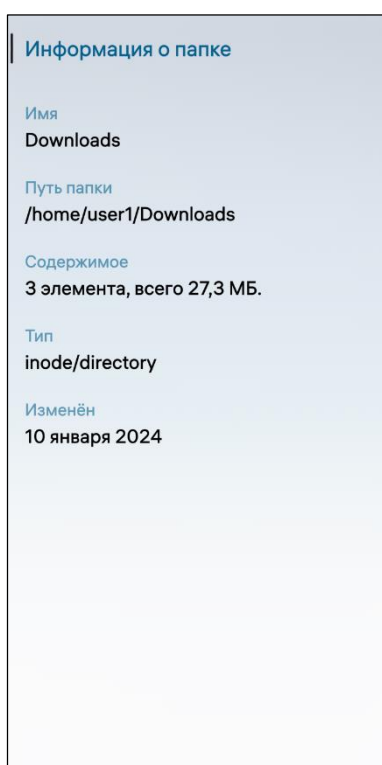 Информация о папке
Имя
Downloads
Путь папки
/home/user1/Downloads
Содержимое
3 элемента, всего 27,3 МБ.
Тип
inode/directory
Изменён
10 января 2024